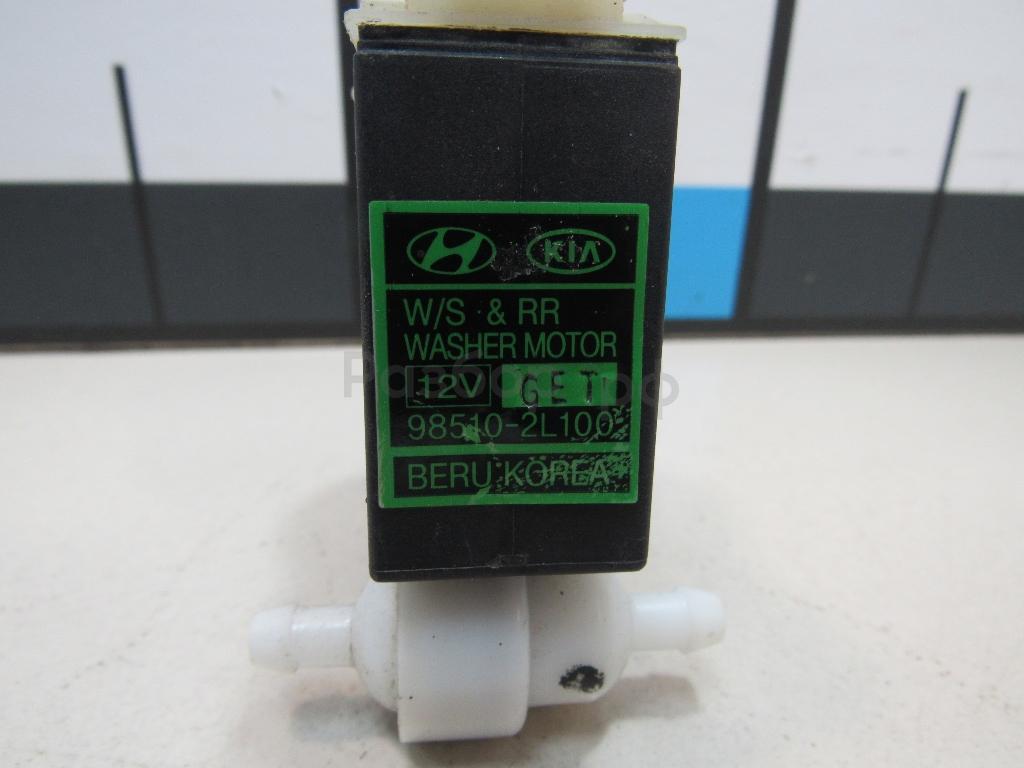 KIA
W/S & RR
WASHER MOTOR
12V GET
98510-2L100
BERU KOREA